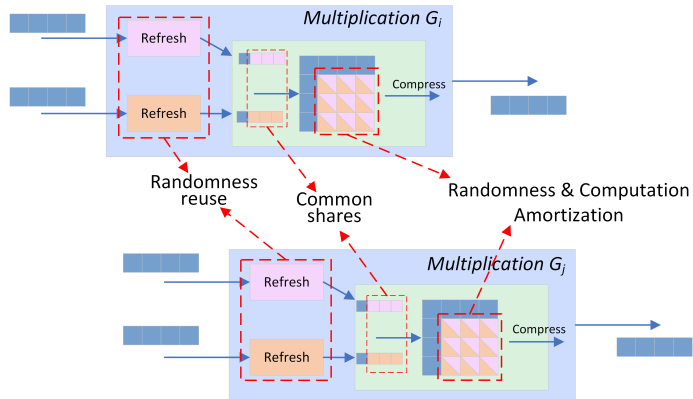 Multiplication Gi
Refresh
Compress
Refresh
Randomness
reuse
Common
shares
Randomness & Computation
Amortization
Multiplication Gj
Refresh
Compress
Refresh